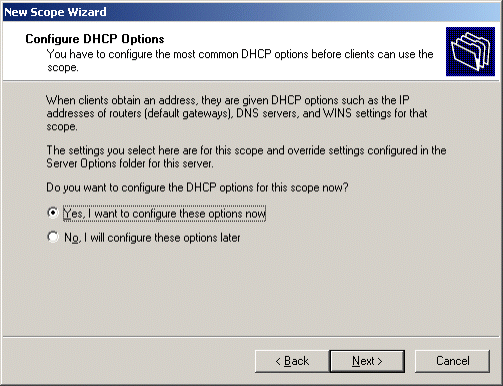 New Scope Wizard
Configure DHCP Options
You have to configure the most common DHCP options before clients can use the
scope.
When clients obtain an address, they are given DHCP options such as the IP
addresses of routers (default gateways), DNS servers, and WINS settings for that
scope.
The settings you select here are for this scope and override settings configured in the
Server Options folder for this server.
Do you want to configure the DHCP options for this scope now?
Yes, I want to configure these options now
No, I will configure these options later
< Back
Next >
Cancel